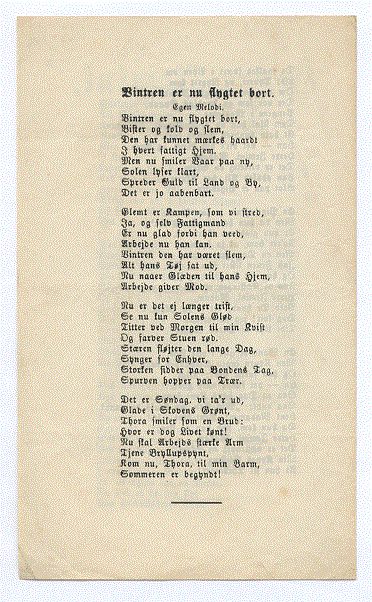 Vintren er nu flygtet bort.
Egen Melodi.
Vintren er nu flygtet bort,
Bister og kold og slem,
Den har kunnet mærkes haardt
I hvert fattigt Hjem.
Men nu smiler Vaar paa ny,
Solen lyser klart,
Spreder Guld til Land og By,
Det er jo aabenbart.
Glemt er Kampen, som vi stred,
Ja, og selv Fattigmand
Er nu glad forbi han veed,
Arbejde nu han kan.
Vintren den har været slem,
Alt hans Tøj sat ud,
Nu naaer Glæden til hans Hjem,
Arbejde giver Mod.
Nu er det ej længer trist,
Se nu kun Solens Glød
Titter ved Morgen til min Kvist
Og farver Stuen rød.
Stæren fløjter den lange Dag,
Synger for Enhver,
Storken sidder paa Bondens Tag,
Spurven hopper paa Træer.
Det er Søndag, vi ta'r ud,
Glade i Skovens Grønt,
Thora smiler som en Brud:
Hvor er dog Livet kønt!
Nu skal Arbejds stærke Arm
Tjene Bryllupspynt,
Kom nu, Thora, til min Barm,
Sommeren er begyndt!